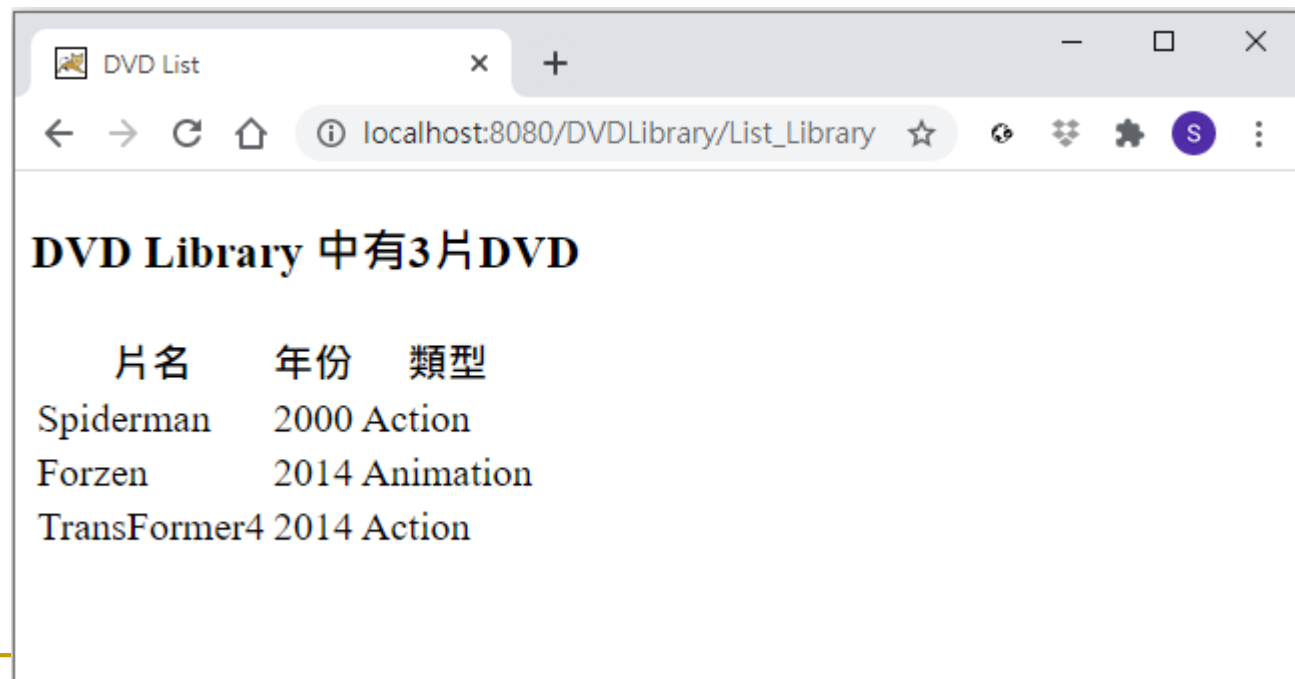 DVD List
localhost:8080/DVDLibrary/List_Library
S
DVD Library 中有3片DVD
片名 年份 類型
Spiderman 2000 Action
Forzen 2014 Animation
TransFormer4 2014 Action